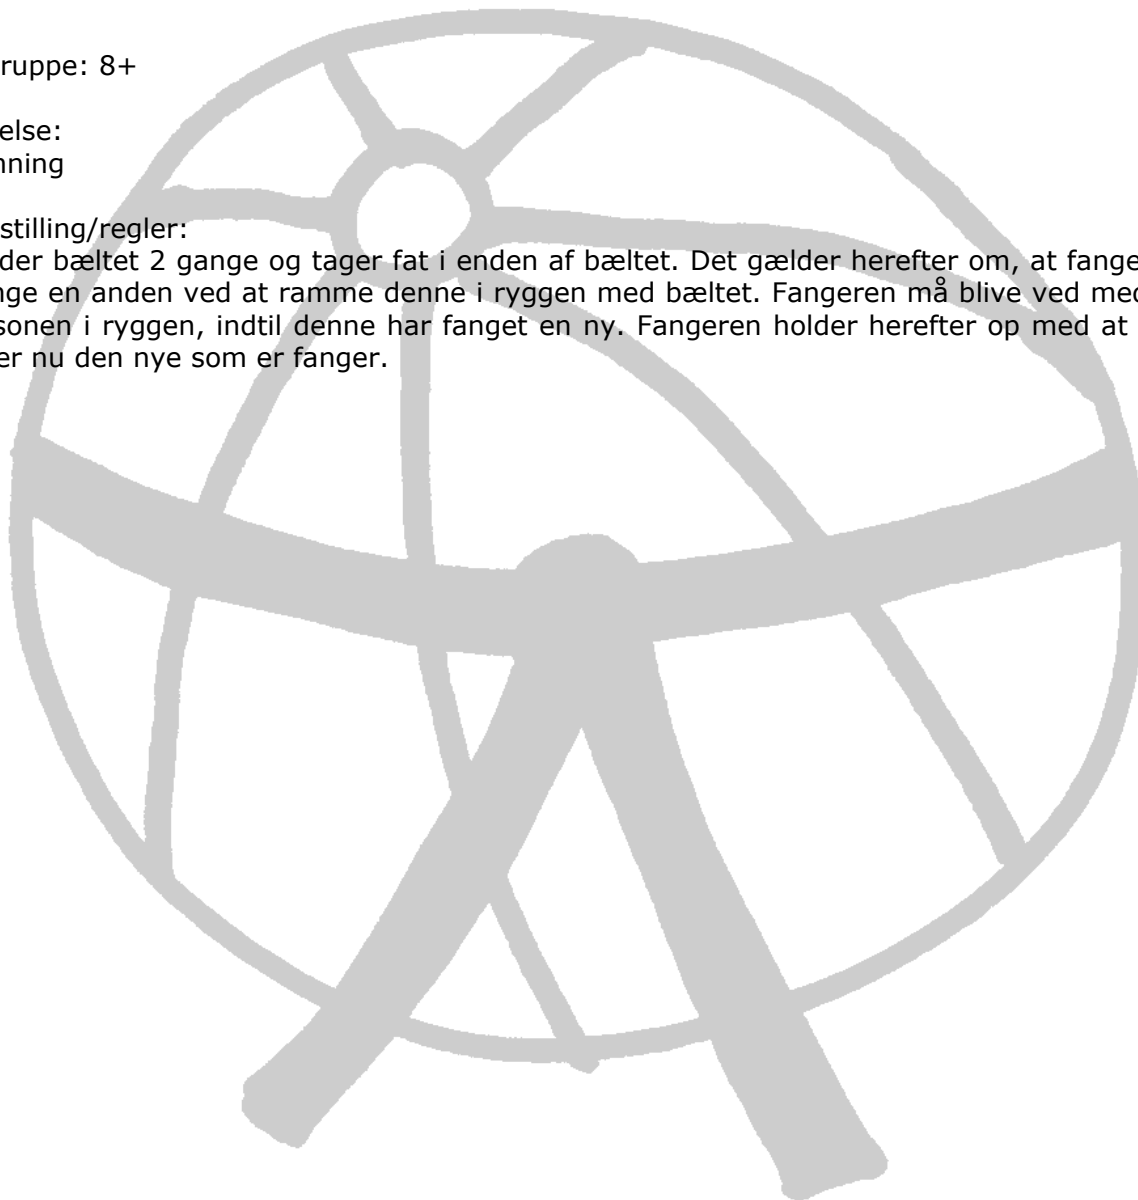 ruppe: 8+
else:
nning
stilling/regler:
der bæltet 2 gange og tager fat i enden af bæltet. Det gælder herefter om, at fange
nge en anden ved at ramme denne i ryggen med bæltet. Fangeren må blive ved med
sonen i ryggen, indtil denne har fanget en ny. Fangeren holder herefter op med at
er nu den nye som er fanger.